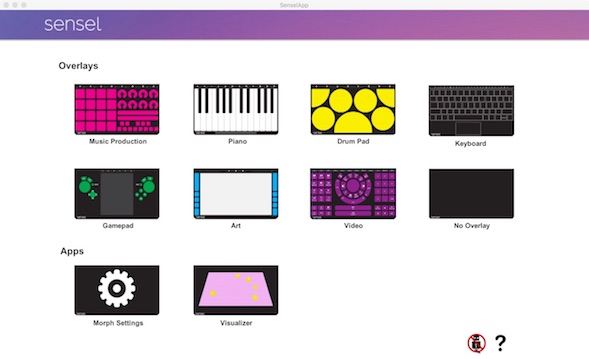 SenselApp
sensel
Overlays
Music Production
Piano
Drum Pad
Keyboard
Gamepad
Art
Video
No Overlay
Apps
Morph Settings
Visualizer
?